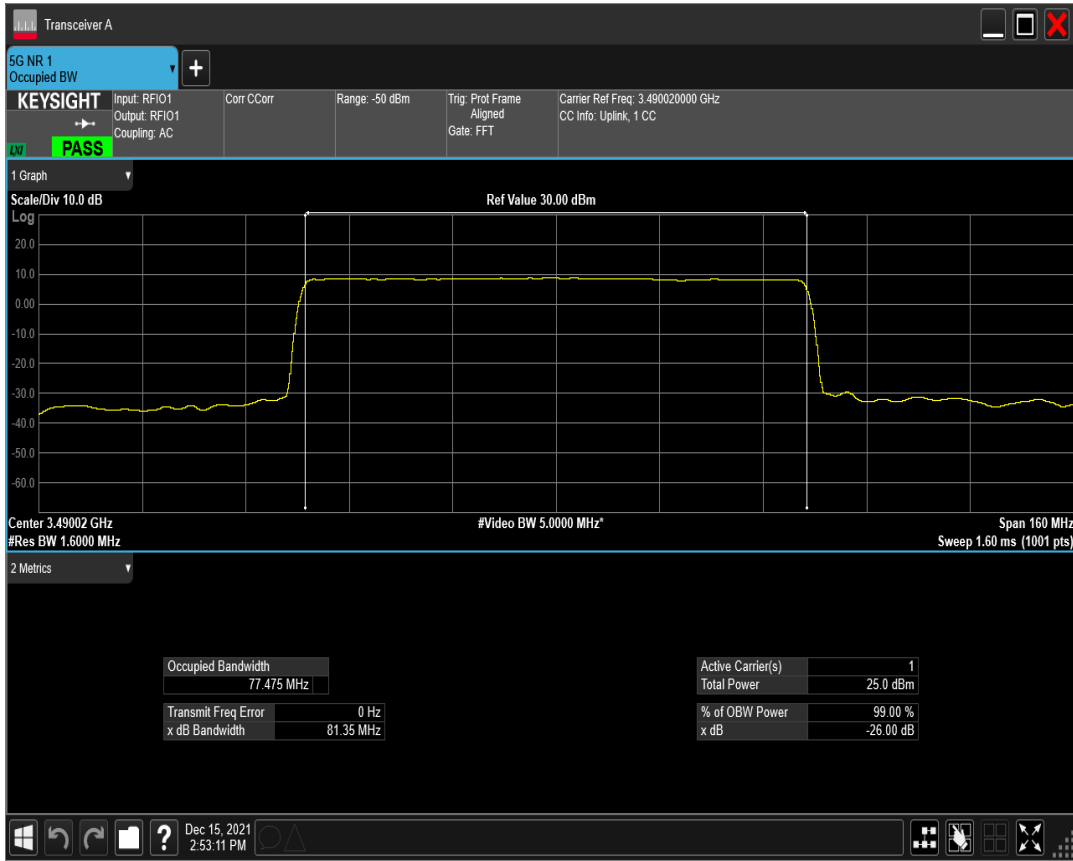 Transceiver A
5G NR 1
Occupied BW
KEYSIGHT
LXI
PASS
Input: RFIO1
Output: RFIO1
Coupling: AC
Corr CCorr
Range: -50 dBm
Trig: Prot Frame
Aligned
Gate: FFT
Carrier Ref Freq: 3.490020000 GHz
CC Info: Uplink, 1 CC
1 Graph
Scale/Div 10.0 dB
Ref Value 30.00 dBm
Log
20.0
10.0
0.00
-10.0
-20.0
-30.0
-40.0
-50.0
-60.0
Center 3.49002 GHz
#Video BW 5.0000 MHz*
Span 160 MHz
#Res BW 1.6000 MHz
Sweep 1.60 ms (1001 pts)
2 Metrics
Occupied Bandwidth
77.475 MHz
Transmit Freq Error 0 Hz
x dB Bandwidth 81.35 MHz
Active Carrier(s) 1
Total Power 25.0 dBm
% of OBW Power 99.00 %
x dB -26.00 dB
?
Dec 15, 2021
2:53:11 PM